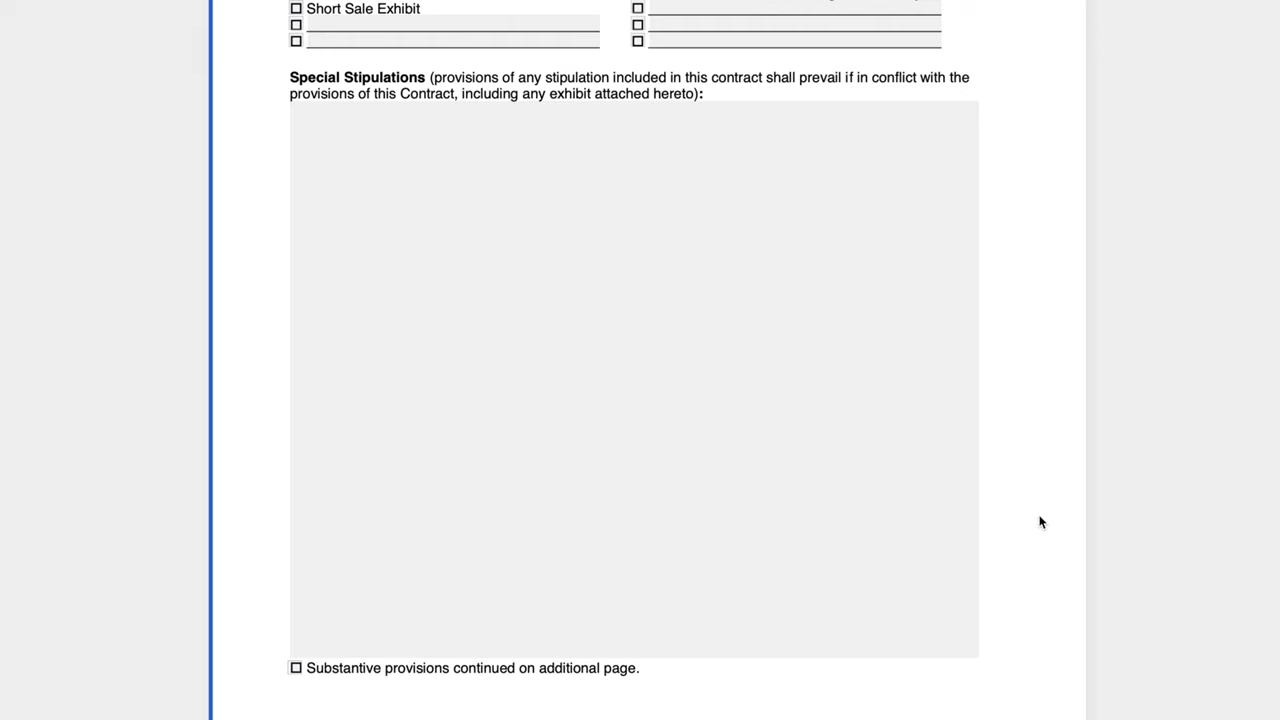 Short Sale Exhibit
Special Stipulations (provisions of any stipulation included in this contract shall prevail if in conflict with the
provisions of this Contract, including any exhibit attached hereto):
Substantive provisions continued on additional page.